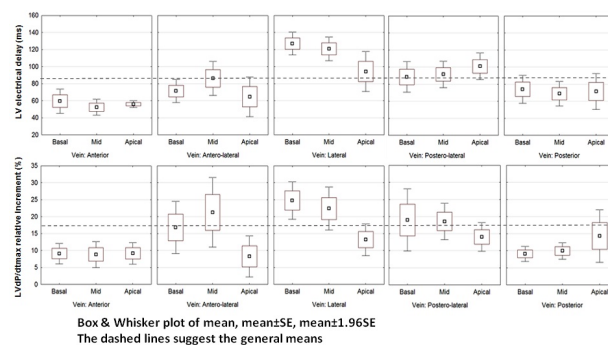 LV electrical delay (ms)
160
140
120
100
80
60
40
20
Basal Mid Apical
Vein: Anterior
Basal Mid Apical
Vein: Antero-lateral
Basal Mid Apical
Vein: Lateral
Basal Mid Apical
Vein: Postero-lateral
Basal Mid Apical
Vein: Posterior
LVdP/dtmax relative increment (%)
35
30
25
20
15
10
5
0
Basal Mid Apical
Vein: Anterior
Basal Mid Apical
Vein: Antero-lateral
Basal Mid Apical
Vein: Lateral
Basal Mid Apical
Vein: Postero-lateral
Basal Mid Apical
Vein: Posterior
Box & Whisker plot of mean, mean±SE, mean±1.96SE
The dashed lines suggest the general means